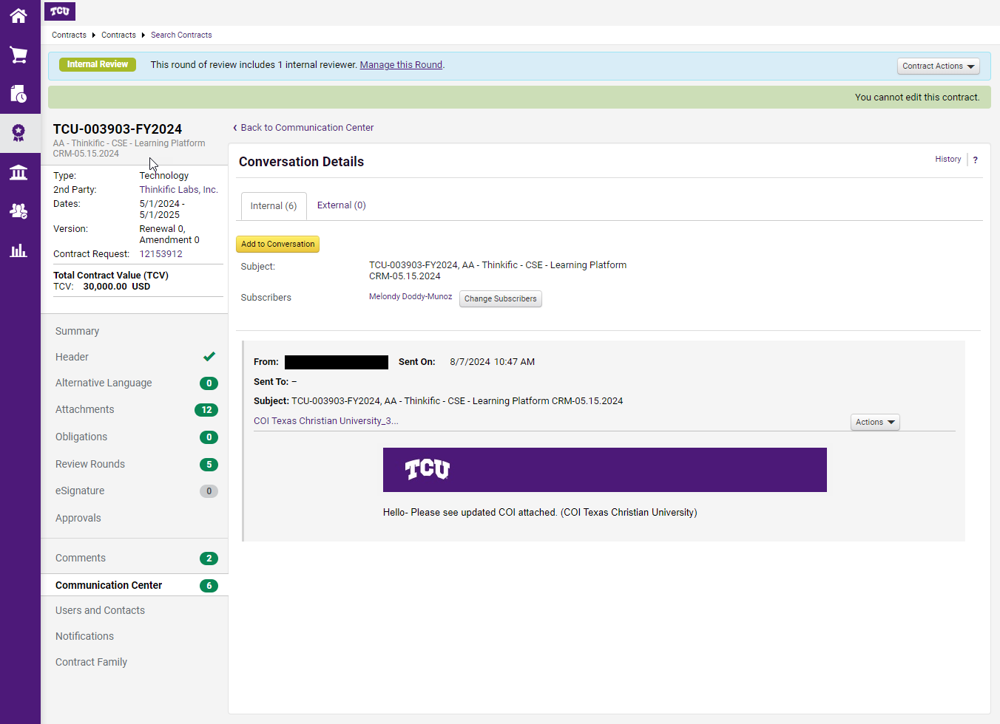 TCU
Contracts Contracts Search Contracts
Internal Review This round of review includes 1 internal reviewer. Manage this Round. Contract Actions
You cannot edit this contract.
TCU-003903-FY2024
AA - Thinkific - CSE - Learning Platform
CRM-05.15.2024
Type: Technology
2nd Party: Thinkific Labs, Inc.
Dates: 5/1/2024 -
5/1/2025
Version: Renewal 0,
Amendment 0
Contract Request: 12153912
Total Contract Value (TCV)
TCV: 30,000.00 USD
Summary
Header
Alternative Language 0
Attachments 12
Obligations 0
Review Rounds 5
eSignature 0
Approvals
Comments 2
Communication Center 6
Users and Contacts
Notifications
Contract Family
‹ Back to Communication Center
Conversation Details History ?
Internal (6) External (0)
Add to Conversation
Subject: TCU-003903-FY2024, AA - Thinkific - CSE - Learning Platform
CRM-05.15.2024
Subscribers Melondy Doddy-Munoz Change Subscribers
From: Sent On: 8/7/2024 10:47 AM
Sent To: –
Subject: TCU-003903-FY2024, AA - Thinkific - CSE - Learning Platform CRM-05.15.2024
COI Texas Christian University_3... Actions
TCU
Hello- Please see updated COI attached. (COI Texas Christian University)